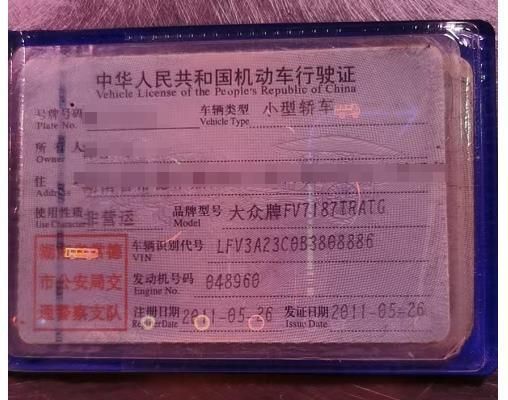 中华人民共和国机动车行驶证
Vehicle License of the People's Republic of China
号牌号码
Plate No.
车辆类型 小型轿车
Vehicle Type
所有人
Owner
住
Address
使用性质 非营运
Use Character
品牌型号 大众牌FV7187TRATG
Model
车辆识别代号 LFV3A23C0B3808886
VIN
发动机号码 048960
Engine No.
注册日期 2011-05-26
Register Date
发证日期 2011-05-26
Issue Date
德
市公安局交
通警察支队